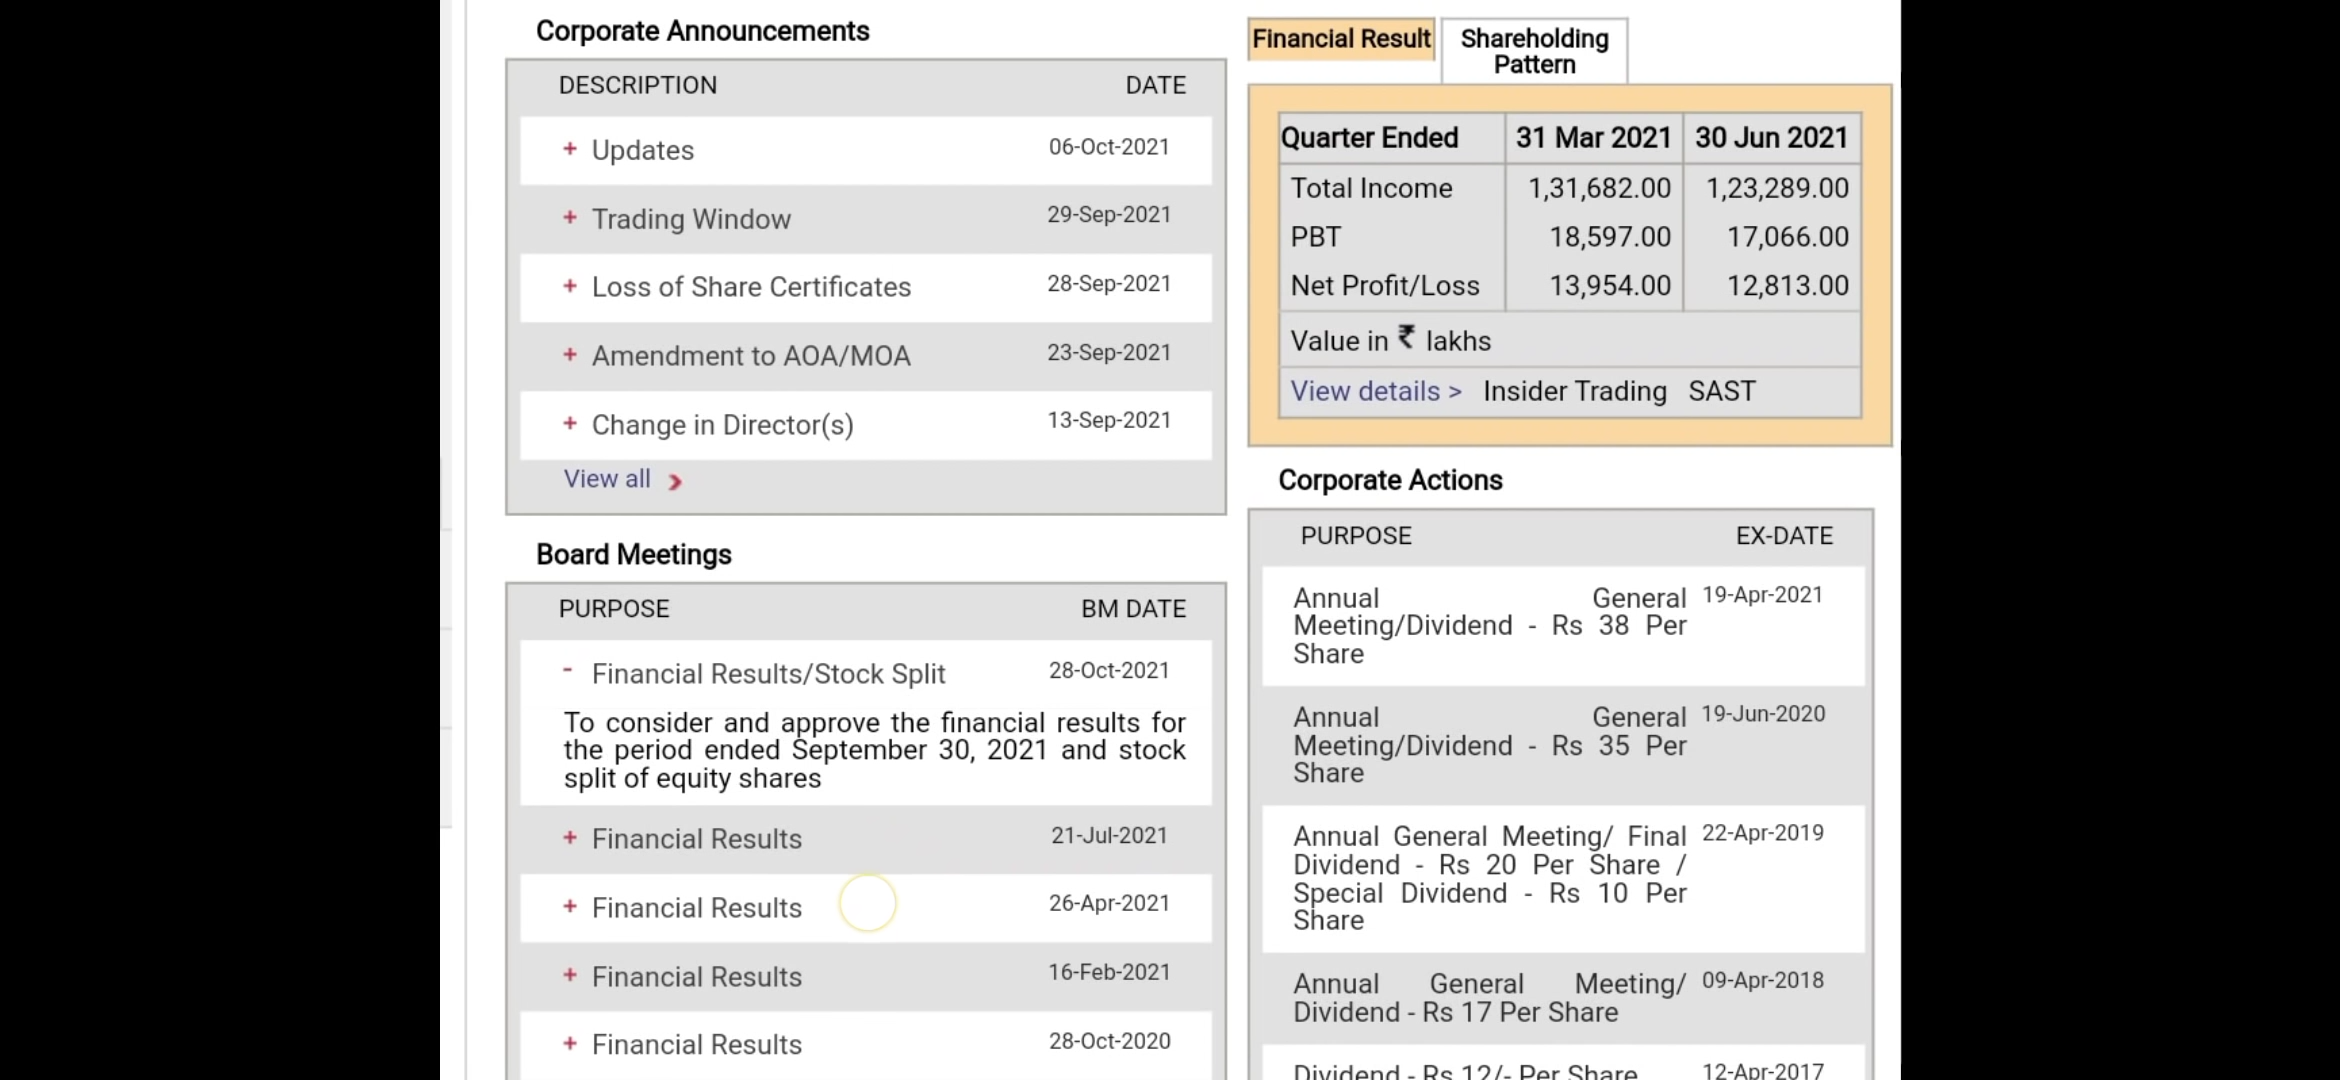 Corporate Announcements
DESCRIPTION DATE
+ Updates 06-Oct-2021
+ Trading Window 29-Sep-2021
+ Loss of Share Certificates 28-Sep-2021
+ Amendment to AOA/MOA 23-Sep-2021
+ Change in Director(s) 13-Sep-2021
View all >
Board Meetings
PURPOSE BM DATE
- Financial Results/Stock Split 28-Oct-2021
To consider and approve the financial results for
the period ended September 30, 2021 and stock
split of equity shares
+ Financial Results 21-Jul-2021
+ Financial Results 26-Apr-2021
+ Financial Results 16-Feb-2021
+ Financial Results 28-Oct-2020
Financial Result
Shareholding
Pattern
Quarter Ended 31 Mar 2021 30 Jun 2021
Total Income 1,31,682.00 1,23,289.00
PBT 18,597.00 17,066.00
Net Profit/Loss 13,954.00 12,813.00
Value in ₹ lakhs
View details > Insider Trading SAST
Corporate Actions
PURPOSE EX-DATE
Annual General 19-Apr-2021
Meeting/Dividend - Rs 38 Per
Share
Annual General 19-Jun-2020
Meeting/Dividend - Rs 35 Per
Share
Annual General Meeting/ Final 22-Apr-2019
Dividend - Rs 20 Per Share /
Special Dividend - Rs 10 Per
Share
Annual General Meeting/ 09-Apr-2018
Dividend - Rs 17 Per Share
Dividend - Rs 12/- Per Share 12-Apr-2017